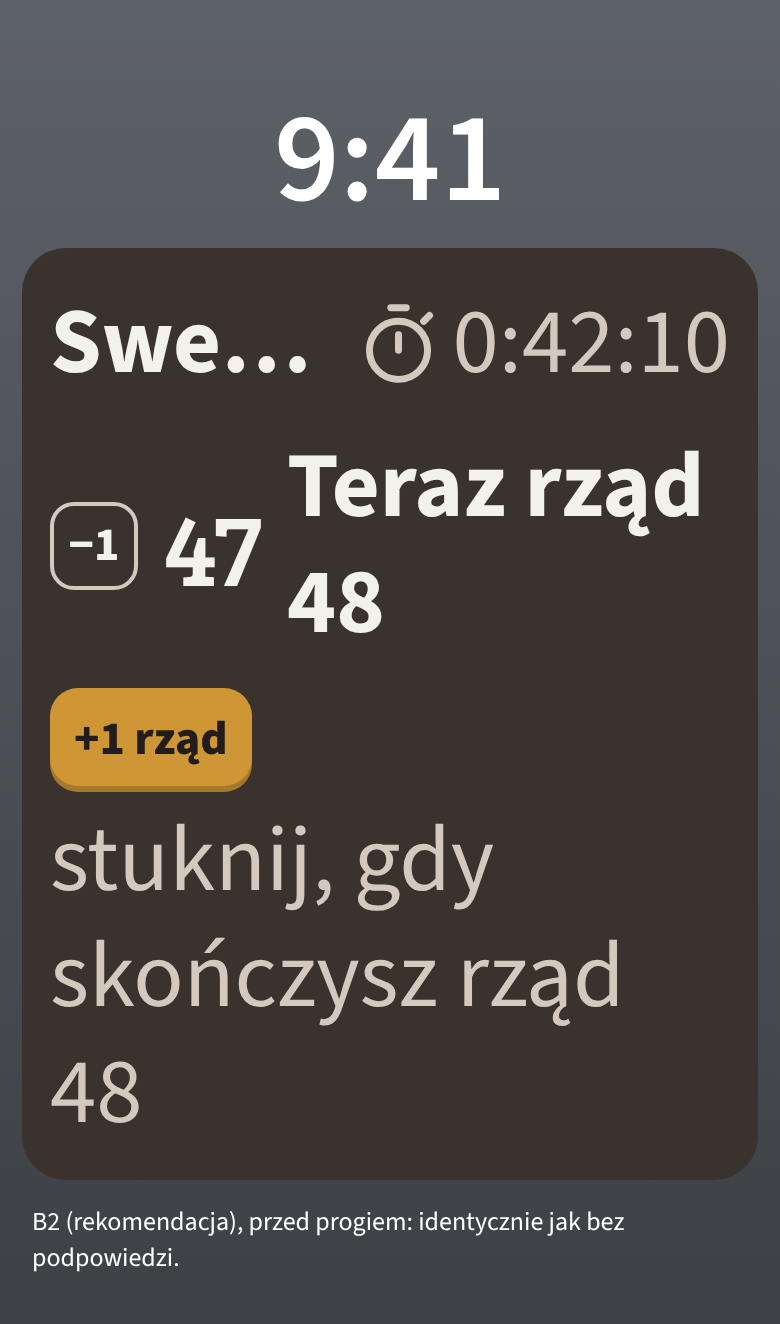 9:41
Swe... 0:42:10
Teraz rząd
−1 47
48
+1 rząd
stuknij, gdy
skończysz rząd
48
B2 (rekomendacja), przed progiem: identycznie jak bez
podpowiedzi.